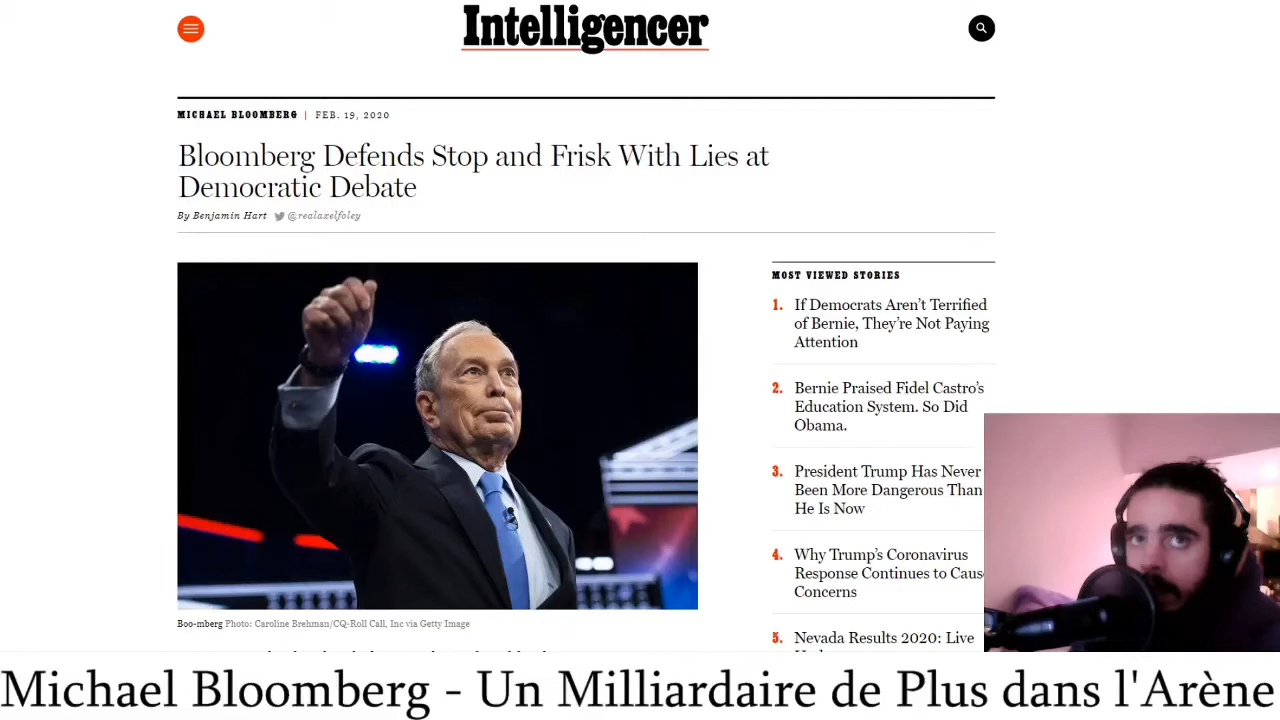 Intelligencer
MICHAEL BLOOMBERG | FEB. 19, 2020
Bloomberg Defends Stop and Frisk With Lies at
Democratic Debate
By Benjamin Hart @realaxelfoley
Boo-mberg Photo: Caroline Brehman/CQ-Roll Call, Inc via Getty Image
MOST VIEWED STORIES
1. If Democrats Aren't Terrified
of Bernie, They're Not Paying
Attention
2. Bernie Praised Fidel Castro's
Education System. So Did
Obama.
3. President Trump Has Never
Been More Dangerous Than
He Is Now
4. Why Trump's Coronavirus
Response Continues to Caus
Concerns
5. Nevada Results 2020: Live
Michael Bloomberg - Un Milliardaire de Plus dans l'Arène